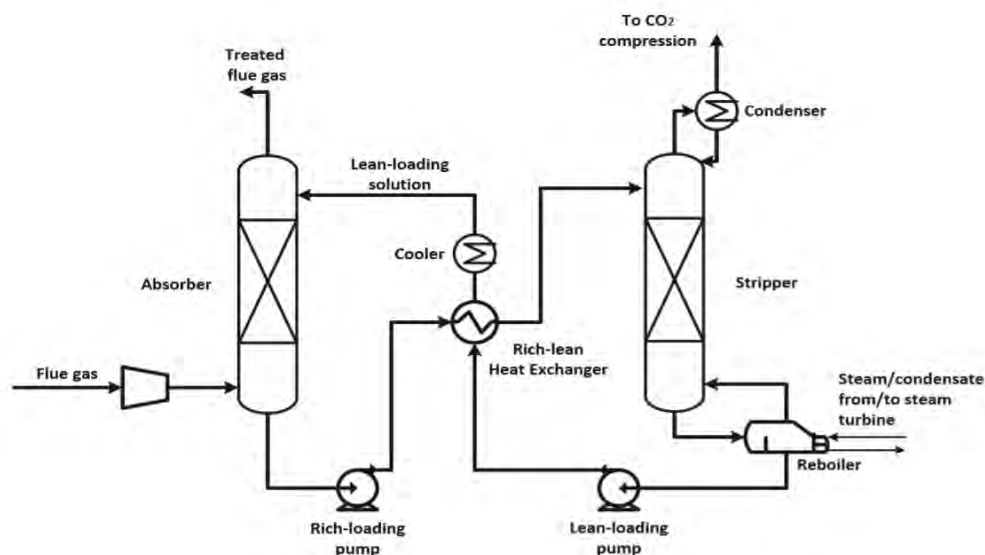 To CO₂
compression
Treated
flue gas
Condenser
Lean-loading
solution
Cooler
Absorber
Stripper
Rich-lean
Heat Exchanger
Flue gas
Steam/condensate
from/to steam
turbine
Reboiler
Rich-loading
pump
Lean-loading
pump